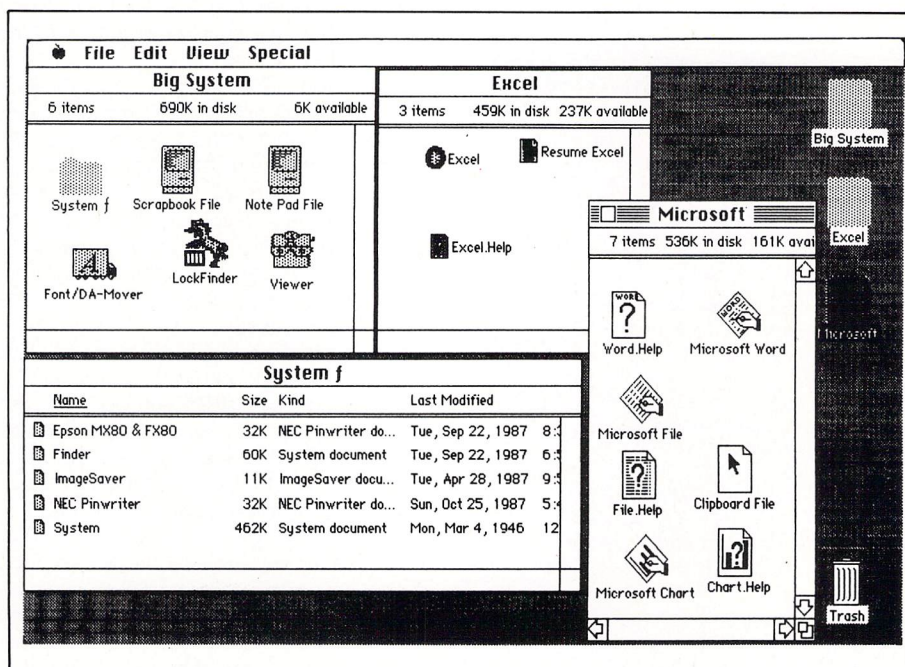 File Edit View Special
Big System
6 items 690K in disk 6K available
System ƒ
Scrapbook File
Note Pad File
Font/DA-Mover
LockFinder
Viewer
Excel
3 items 459K in disk 237K available
Excel
Resume Excel
Excel.Help
Microsoft
7 items 536K in disk 161K avai
WORD
Word.Help
WORD
Microsoft Word
Microsoft File
File.Help
Clipboard File
Microsoft Chart
Chart.Help
System ƒ
Name Size Kind Last Modified
Epson MX80 & FX80 32K NEC Pinwriter do... Tue, Sep 22, 1987 8:
Finder 60K System document Tue, Sep 22, 1987 6:
ImageSaver 11K ImageSaver docu... Tue, Apr 28, 1987 9:
NEC Pinwriter 32K NEC Pinwriter do... Sun, Oct 25, 1987 5:
System 462K System document Mon, Mar 4, 1946 12
Big System
Excel
Microsoft
Trash